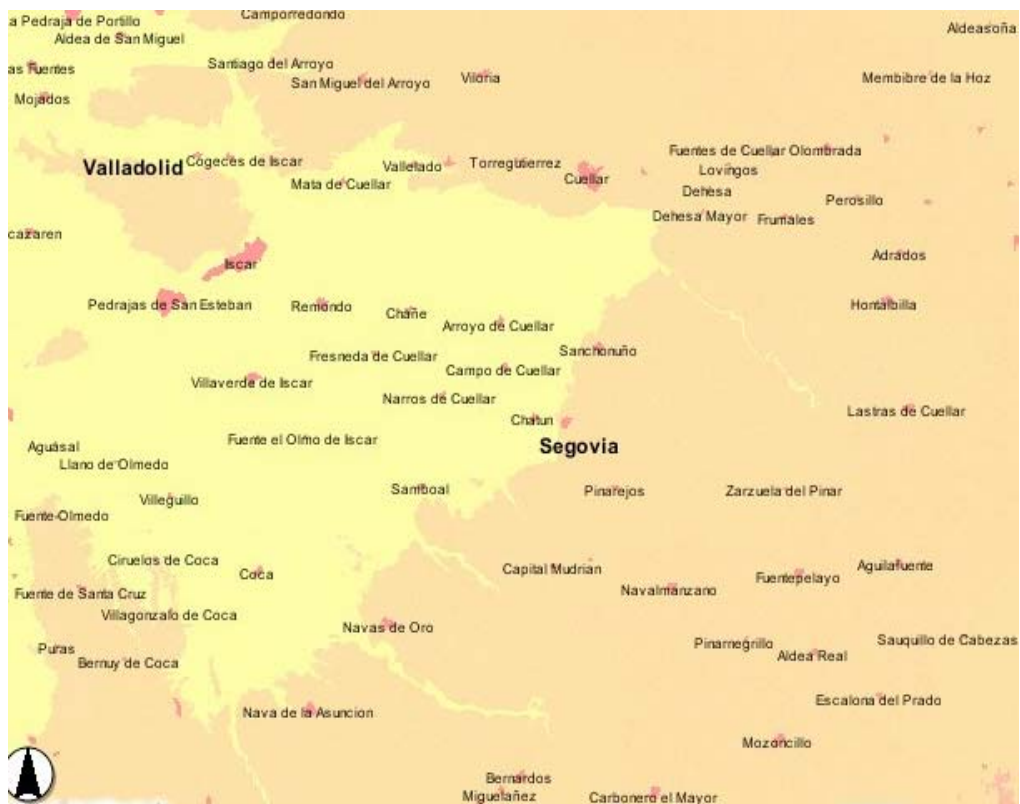 Camporredondo
a Pedraja de Portillo
Aldeasoña
Aldea de San Miguel
Santiago del Arroyo
as Fuentes
San Miguel del Arroyo
Viloria
Membibre de la Hoz
Mojados
Fuentes de Cuellar Olombrada
Valladolid
Cogeces de Iscar
Vallelado
Torregutierrez
Lovingos
Cuellar
Mata de Cuellar
Dehesa
Perosillo
Dehesa Mayor
Frumales
cazaren
Adrados
Iscar
Pedrajas de San Esteban
Remondo
Hontalbilla
Chañe
Arroyo de Cuellar
Sanchonuño
Fresneda de Cuellar
Campo de Cuellar
Villaverde de Iscar
Narros de Cuellar
Lastras de Cuellar
Chatun
Fuente el Olmo de Iscar
Aguasal
Segovia
Llano de Olmedo
Samboal
Pinarejos
Zarzuela del Pinar
Villeguillo
Fuente-Olmedo
Ciruelos de Coca
Aguilafuente
Capital Mudrian
Coca
Fuentepelayo
Navalmanzano
Fuente de Santa Cruz
Villagonzalo de Coca
Navas de Oro
Sauquillo de Cabezas
Pinarnegrillo
Puras
Aldea Real
Bernuy de Coca
Escalona del Prado
Nava de la Asuncion
Mozoncillo
Bernardos
Miguelañez
Carbonero el Mayor